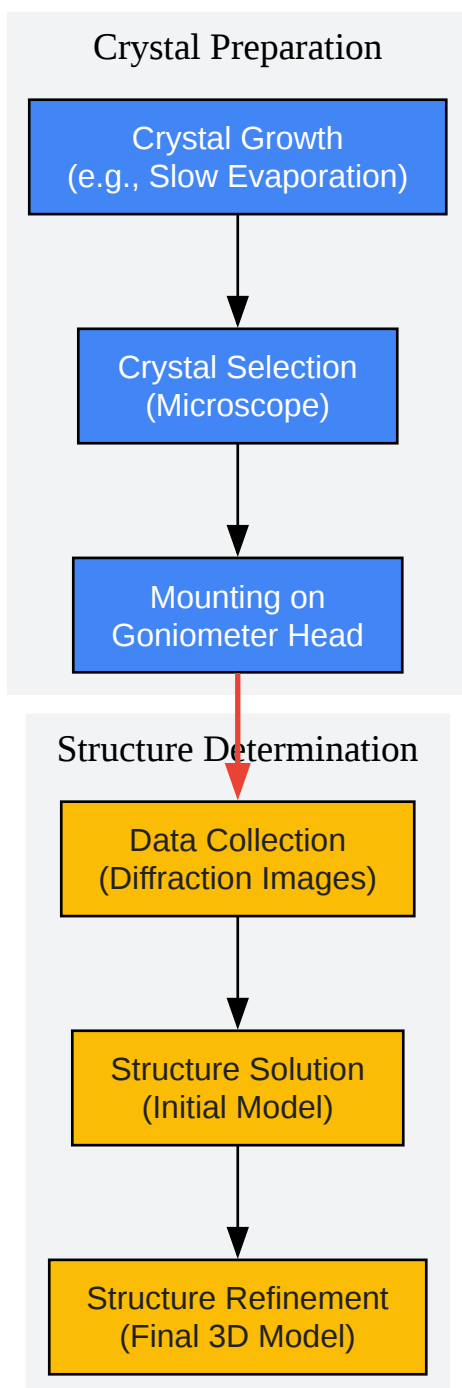 Crystal Preparation
Crystal Growth
(e.g., Slow Evaporation)
Crystal Selection
(Microscope)
Mounting on
Goniometer Head
Structure Determination
Data Collection
(Diffraction Images)
Structure Solution
(Initial Model)
Structure Refinement
(Final 3D Model)